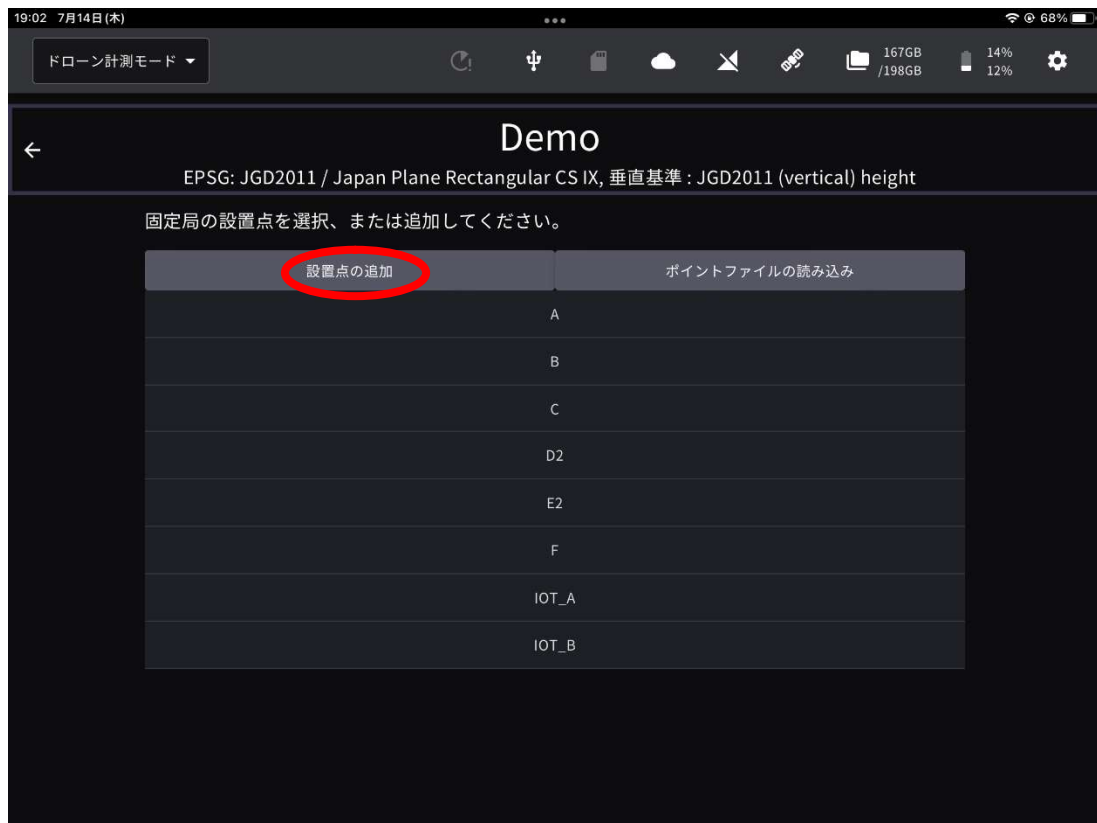 19:02 7月14日(木)
68%
ドローン計測モード
167GB
/198GB
14%
12%
Demo
EPSG: JGD2011 / Japan Plane Rectangular CS IX, 垂直基準 : JGD2011 (vertical) height
固定局の設置点を選択、または追加してください。
設置点の追加
ポイントファイルの読み込み
A
B
C
D2
E2
F
IOT_A
IOT_B